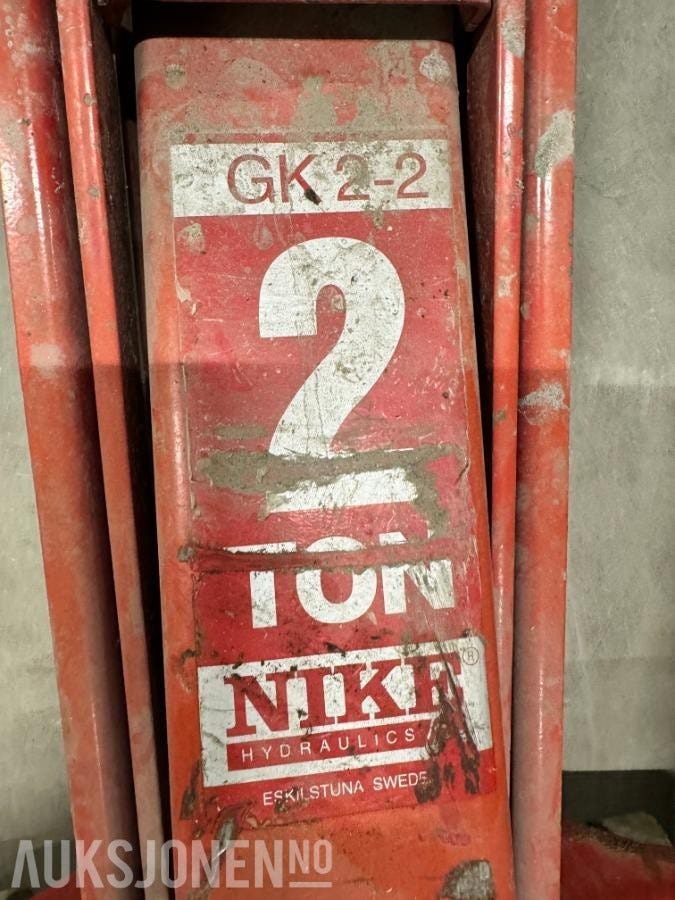 GK 2-2
2
TON
NIKE®
HYDRAULICS
ESKILSTUNA SWEDE
AUKSJONEN.NO